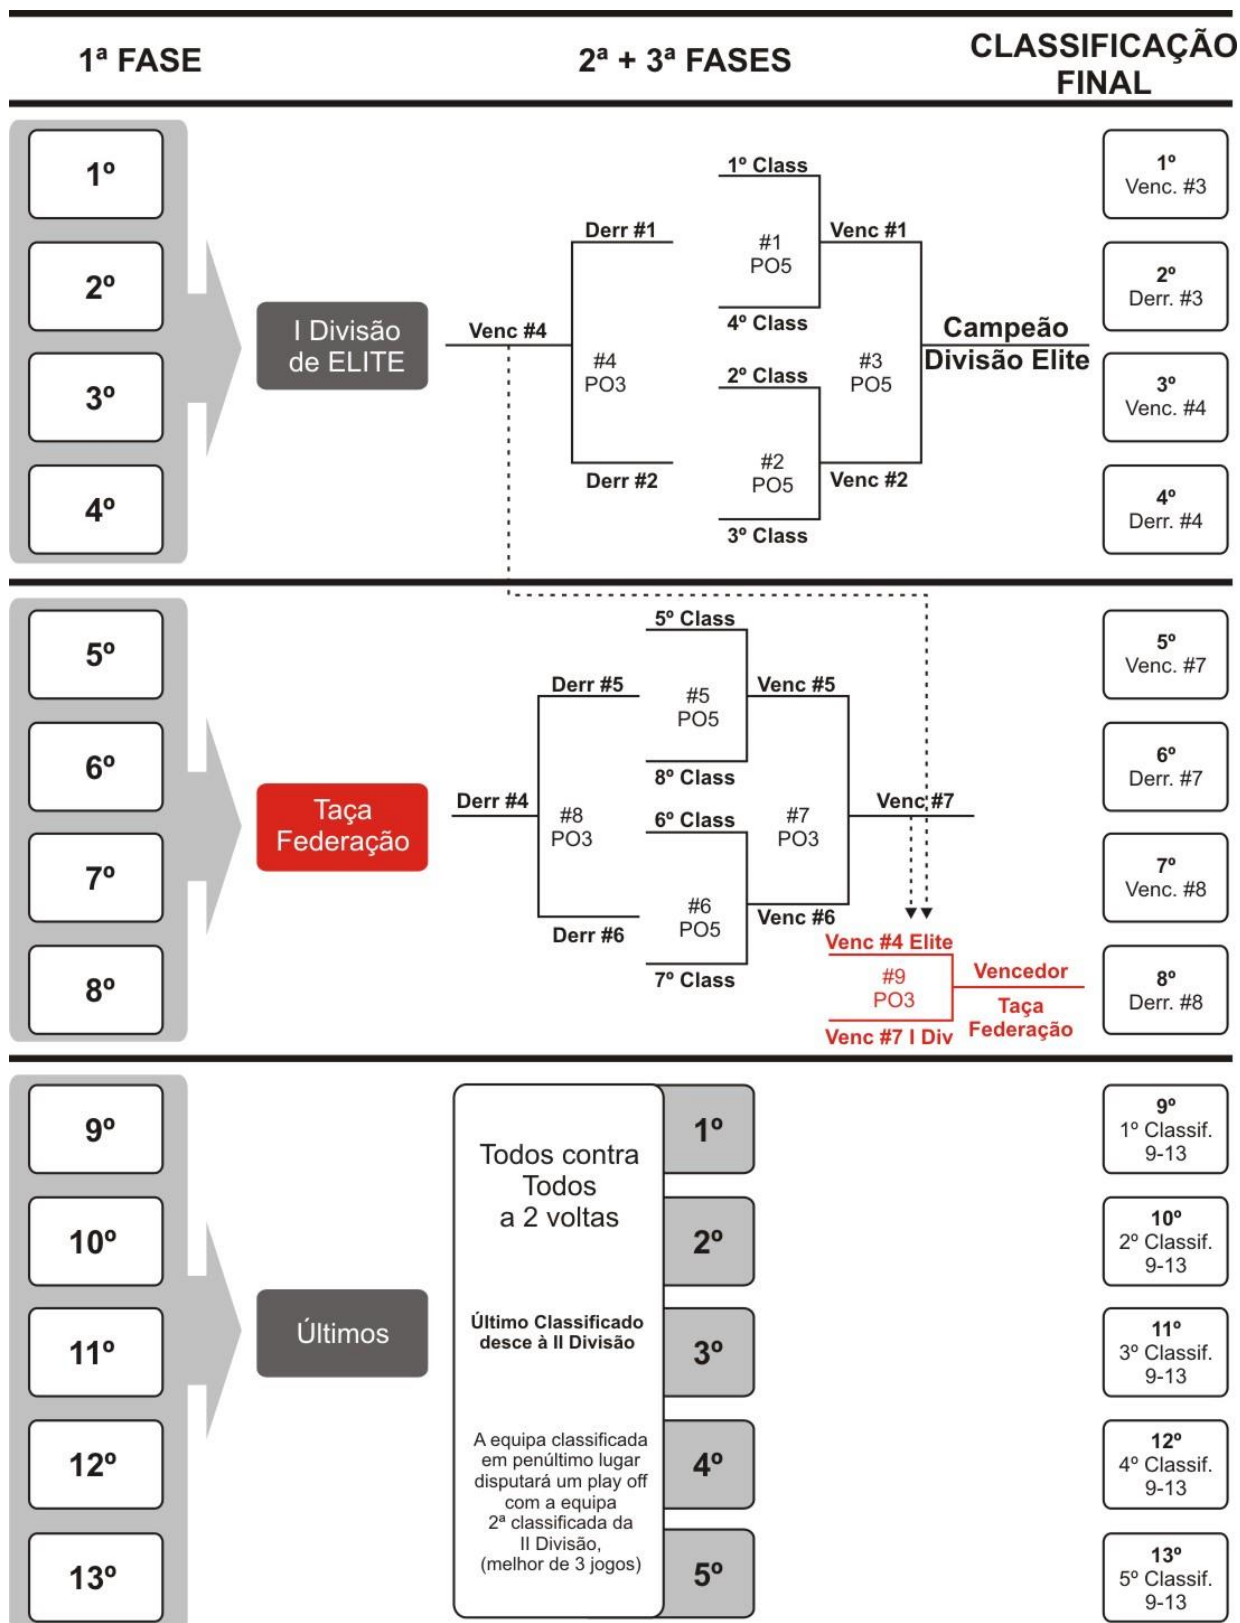 1ª FASE
2ª + 3ª FASES
CLASSIFICAÇÃO
FINAL
1º
2º
3º
4º
I Divisão
de ELITE
Venc #4
Derr #1
#4
PO3
Derr #2
1º Class
#1
PO5
4º Class
2º Class
#2
PO5
3º Class
Venc #1
#3
PO5
Venc #2
Campeão
Divisão Elite
1º
Venc. #3
2º
Derr. #3
3º
Venc. #4
4º
Derr. #4
5º
6º
7º
8º
Taça
Federação
Derr #4
Derr #5
#8
PO3
Derr #6
5º Class
#5
PO5
8º Class
6º Class
#6
PO5
7º Class
Venc #5
#7
PO3
Venc #6
Venc #7
Venc #4 Elite
#9
PO3
Venc #7 I Div
Vencedor
Taça
Federação
5º
Venc. #7
6º
Derr. #7
7º
Venc. #8
8º
Derr. #8
9º
10º
11º
12º
13º
Últimos
Todos contra
Todos
a 2 voltas
Último Classificado
desce à II Divisão
A equipa classificada
em penúltimo lugar
disputará um play off
com a equipa
2ª classificada da
II Divisão,
(melhor de 3 jogos)
1º
2º
3º
4º
5º
9º
1º Classif.
9-13
10º
2º Classif.
9-13
11º
3º Classif.
9-13
12º
4º Classif.
9-13
13º
5º Classif.
9-13